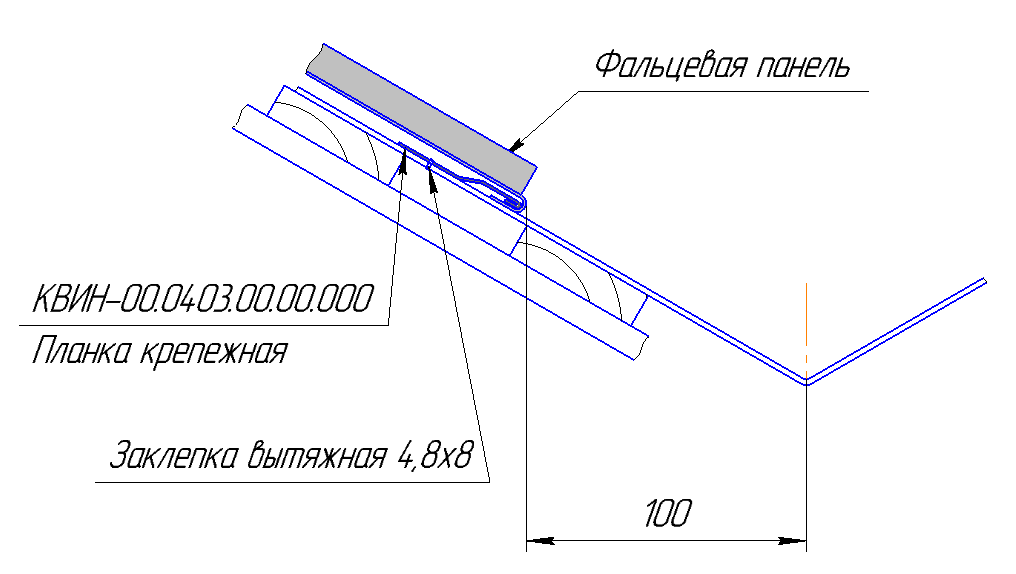 Фальцевая панель
КВИН-00.0403.00.00.000
Планка крепежная
Заклепка вытяжная 4,8х8
100